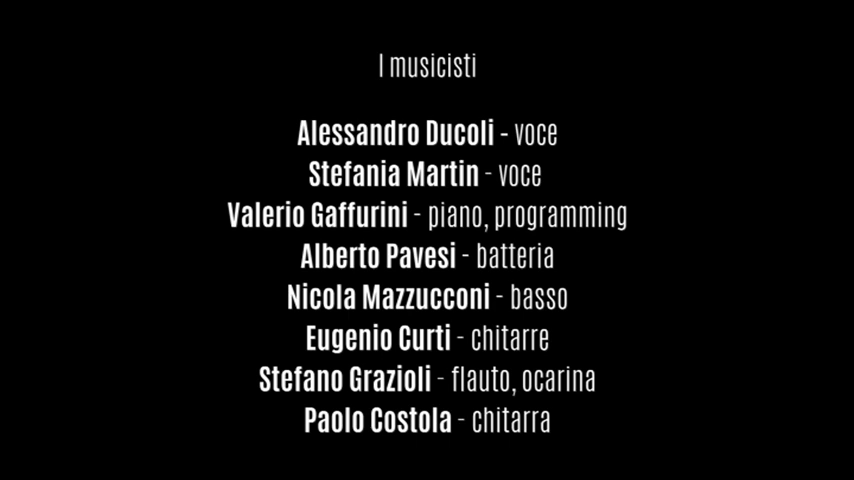 I musicisti
Alessandro Ducoli - voce
Stefania Martin - voce
Valerio Gaffurini - piano, programming
Alberto Pavesi - batteria
Nicola Mazzucconi - basso
Eugenio Curti - chitarre
Stefano Grazioli - flauto, ocarina
Paolo Costola - chitarra